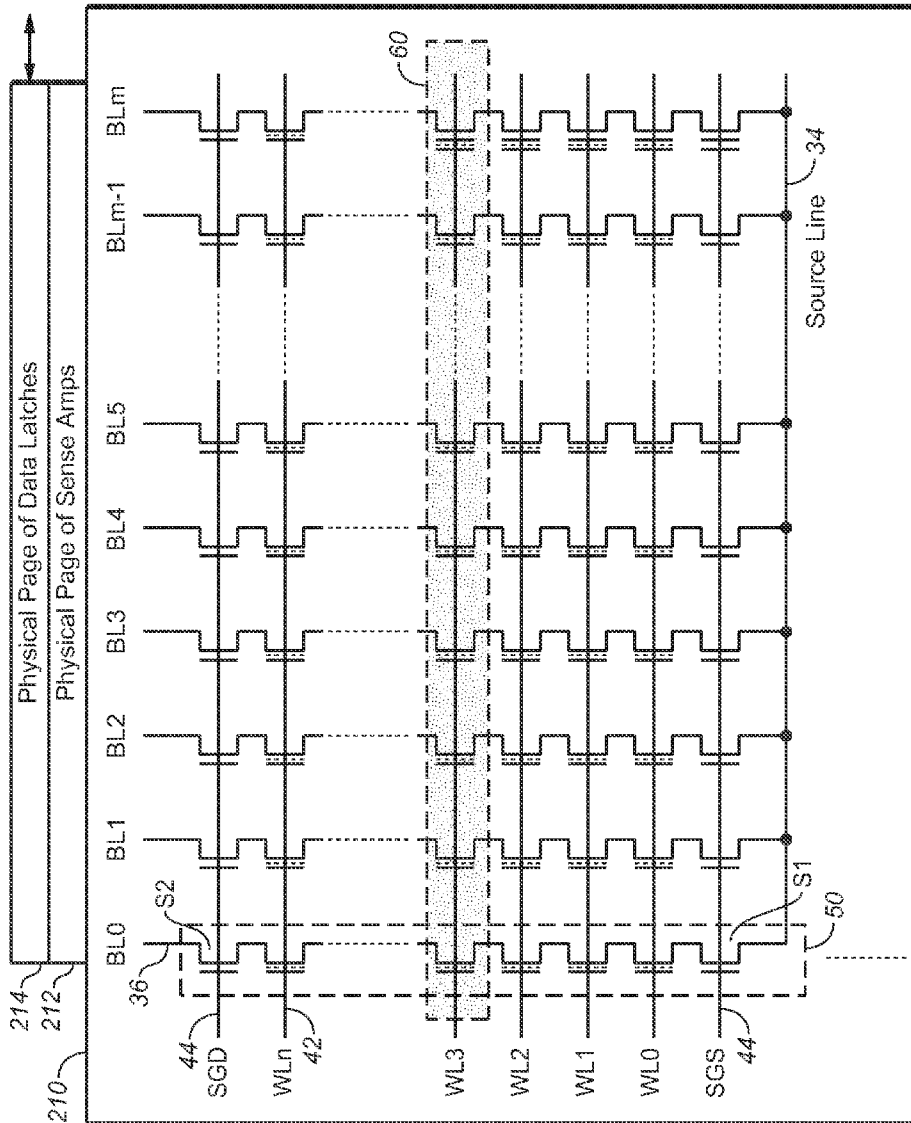 Physical Page of Data Latches
Physical Page of Sense Amps
214
212
210
BL0
BL1
BL2
BL3
BL4
BL5
BLm-1
BLm
36
S2
44
SGD
WLn
42
60
WL3
WL2
WL1
WL0
SGS
44
S1
50
34
Source Line